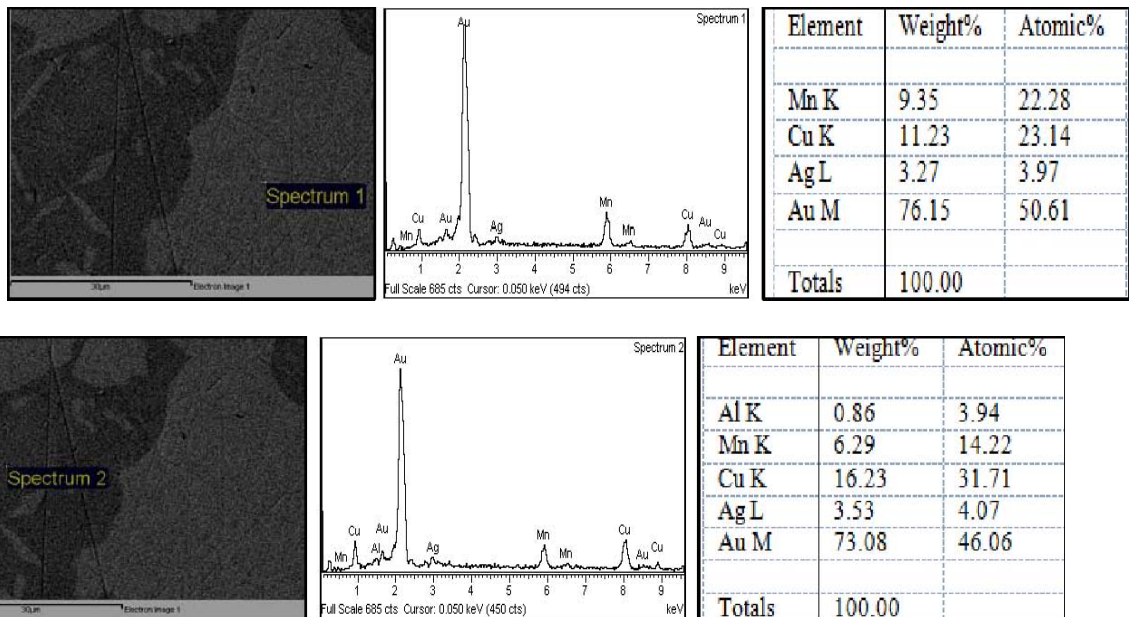 Spectrum 1
30µm
Electron Image 1
Spectrum 1
Au
Cu
Mn
Au
Ag
Mn
Mn
Cu
Au
Cu
1 2 3 4 5 6 7 8 9
Full Scale 685 cts Cursor: 0.050 keV (494 cts) keV
Element Weight% Atomic%
Mn K 9.35 22.28
Cu K 11.23 23.14
Ag L 3.27 3.97
Au M 76.15 50.61
Totals 100.00
Spectrum 2
30µm
Electron Image 1
Spectrum 2
Au
Cu
Mn
Al
Au
Ag
Mn
Mn
Cu
Au
Cu
1 2 3 4 5 6 7 8 9
Full Scale 685 cts Cursor: 0.050 keV (450 cts) keV
Element Weight% Atomic%
Al K 0.86 3.94
Mn K 6.29 14.22
Cu K 16.23 31.71
Ag L 3.53 4.07
Au M 73.08 46.06
Totals 100.00